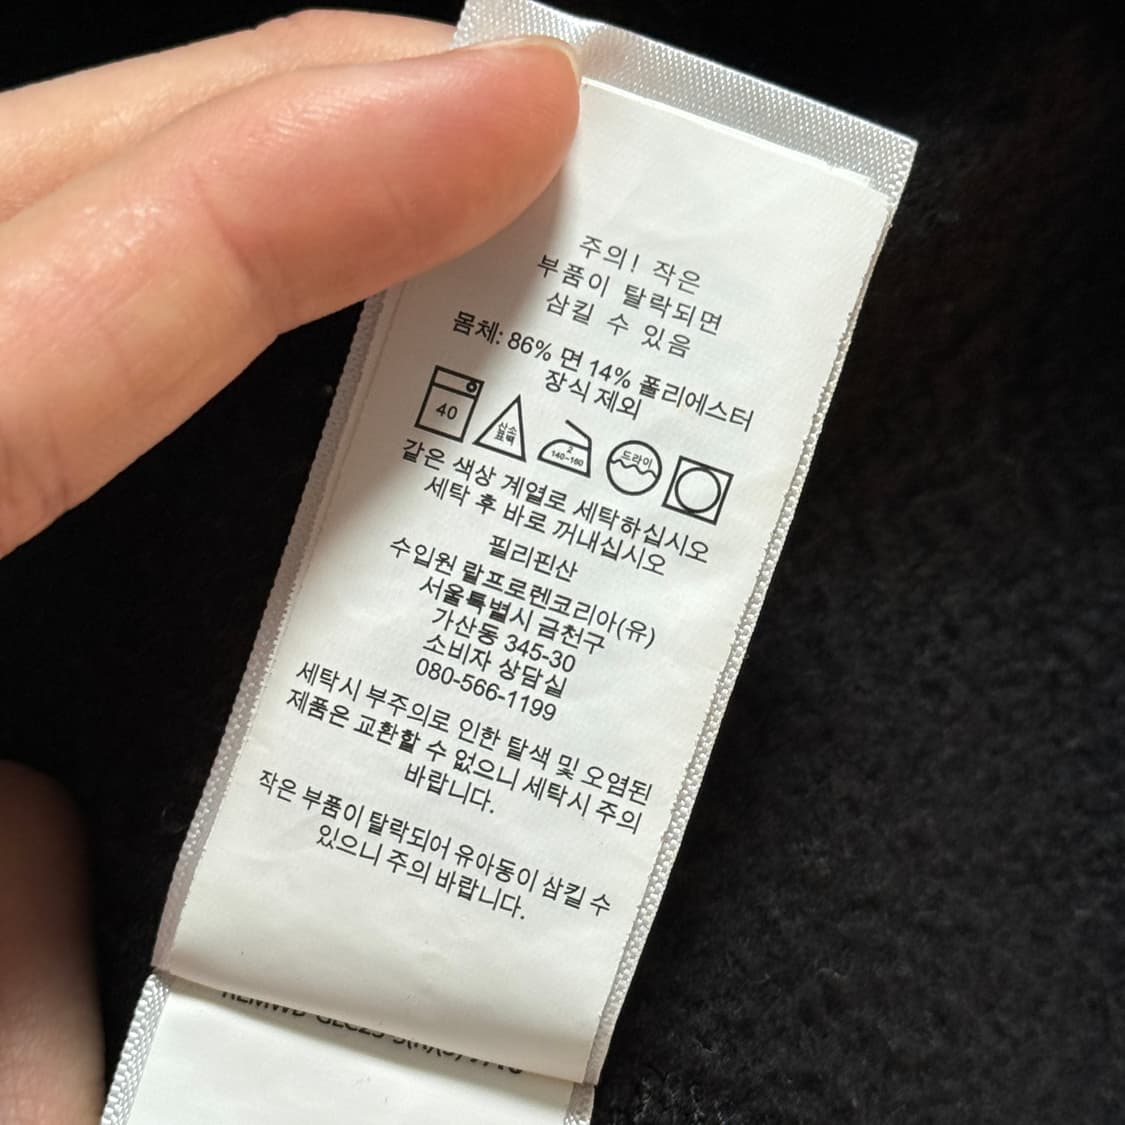 주의! 작은
부품이 탈락되면
삼킬 수 있음
몸체: 86% 면 14% 폴리에스터
장식 제외
40
산소
표백
2
140~160
드라이
같은 색상 계열로 세탁하십시오
세탁 후 바로 꺼내십시오
필리핀산
수입원 랄프로렌코리아(유)
서울특별시 금천구
가산동 345-30
소비자 상담실
080-566-1199
세탁시 부주의로 인한 탈색 및 오염된
제품은 교환할 수 없으니 세탁시 주의
바랍니다.
작은 부품이 탈락되어 유아동이 삼킬 수
있으니 주의 바랍니다.